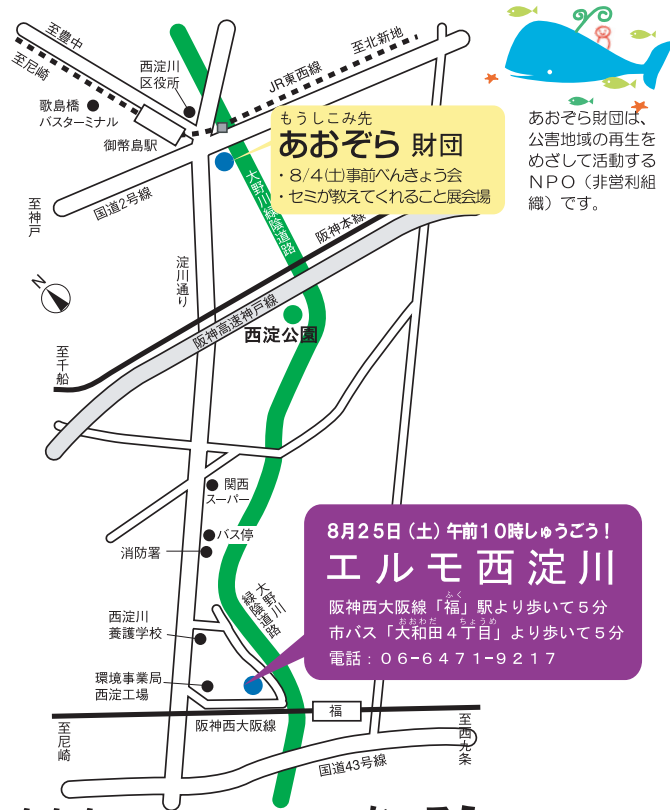 至豊中
至尼崎
西淀川
区役所
至北新地
JR東西線
歌島橋
バスターミナル
御幣島駅
もうしこみ先
あおぞら 財団
・8/4(土)事前べんきょう会
・セミが教えてくれること展会場
あおぞら財団は、
公害地域の再生を
めざして活動する
NPO（非営利組
織）です。
至神戸
国道2号線
大野川緑陰道路
阪神本線
淀川通り
N
阪神高速神戸線
西淀公園
至千船
関西
スーパー
バス停
消防署
8月25日（土）午前10時しゅうごう！
エルモ西淀川
ふく
阪神西大阪線「福」駅より歩いて5分
おおわだ ちょうめ
市バス「大和田4丁目」より歩いて5分
電話：06-6471-9217
大野川
緑陰道路
西淀川
養護学校
環境事業局
西淀工場
福
阪神西大阪線
至尼崎
至西九条
国道43号線